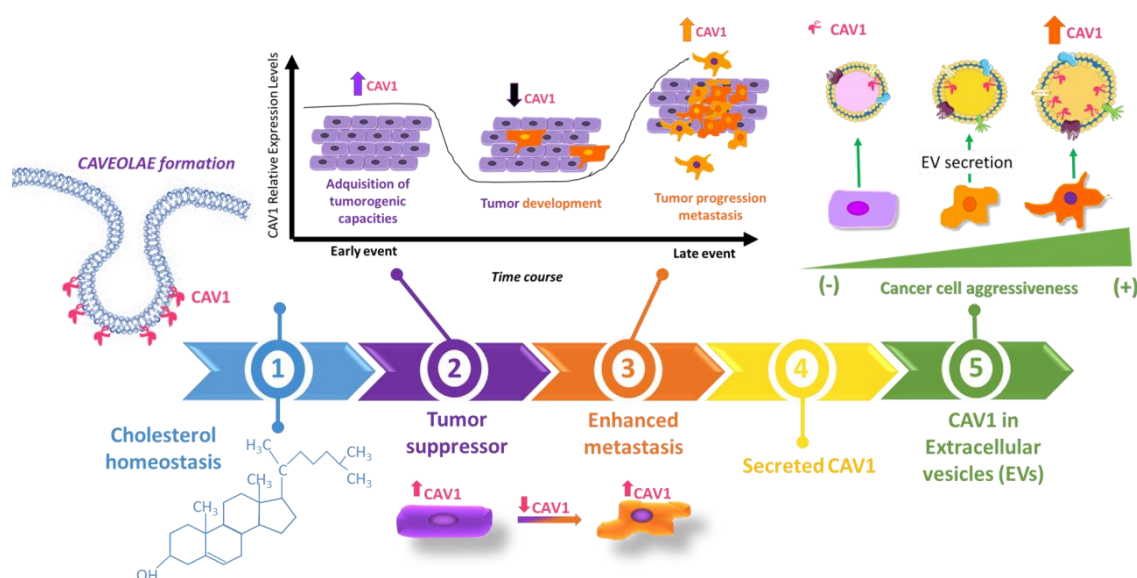 CAVEOLAE formation
CAV1
CAV1 Relative Expression Levels
CAV1
Adquisition of
tumorogenic
capacities
CAV1
Tumor development
CAV1
Tumor progression
metastasis
Early event
Time course
Late event
CAV1
CAV1
EV secretion
(-)
Cancer cell aggressiveness
(+)
1
2
3
4
5
Cholesterol
homeostasis
Tumor
suppressor
Enhanced
metastasis
Secreted CAV1
CAV1 in
Extracellular
vesicles (EVs)
H₃C
CH₃
CH₃
C
CH₃
CH₃
OH
CAV1
CAV1
CAV1